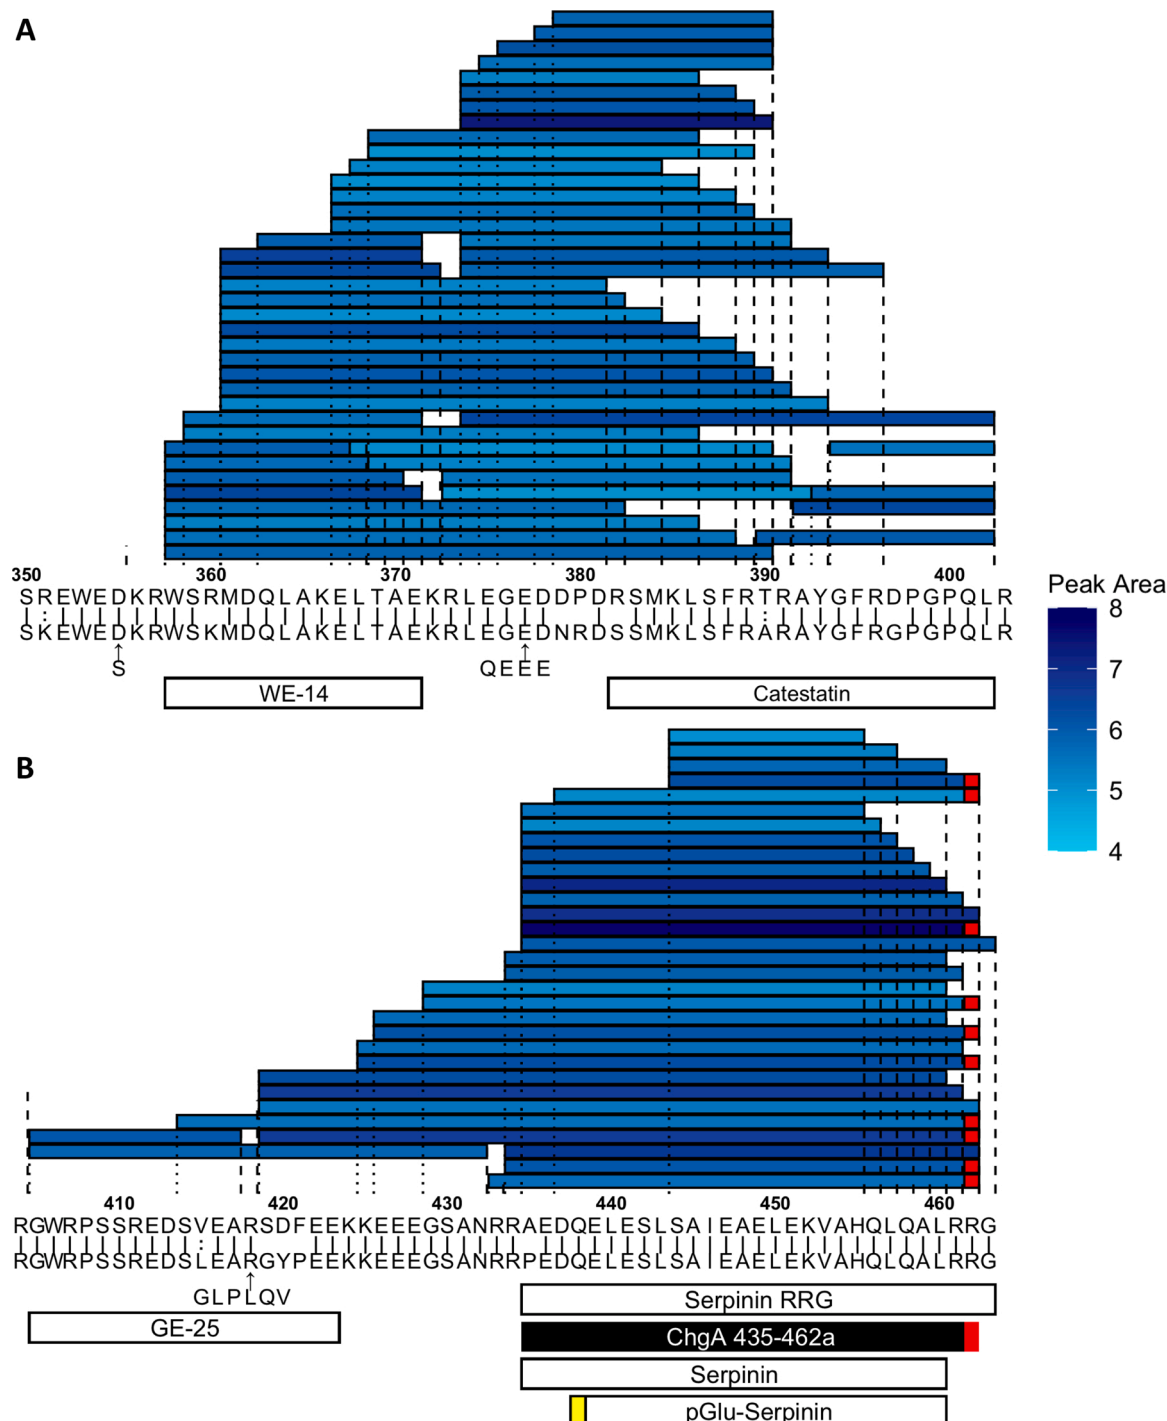 A
350 360 370 380 390 400
SREWEDKRWSRMDQLAKELTAEKRLEGEDDPDRSMKLSFRTRAYGFRDPGPQLR
SKEWEDKRWSKMDQLAKELTAEKRLEGEDNRDSSMKLSFRARAYGFRGPGPQLR
S QEEE
WE-14 Catestatin
Peak Area
8
7
6
5
4
B
410 420 430 440 450 460
RGWRPSSREDSVEARSDFEEKKEEEGSANRRAEDQELESLSAIEAELEKVAHQLQALRRG
RGWRPSSREDSLEARGYPEEKKEEEGSANRRPEDQELESLSAIEAELEKVAHQLQALRRG
GLPLQV
GE-25
Serpinin RRG
ChgA 435-462a
Serpinin
pGlu-Serpinin